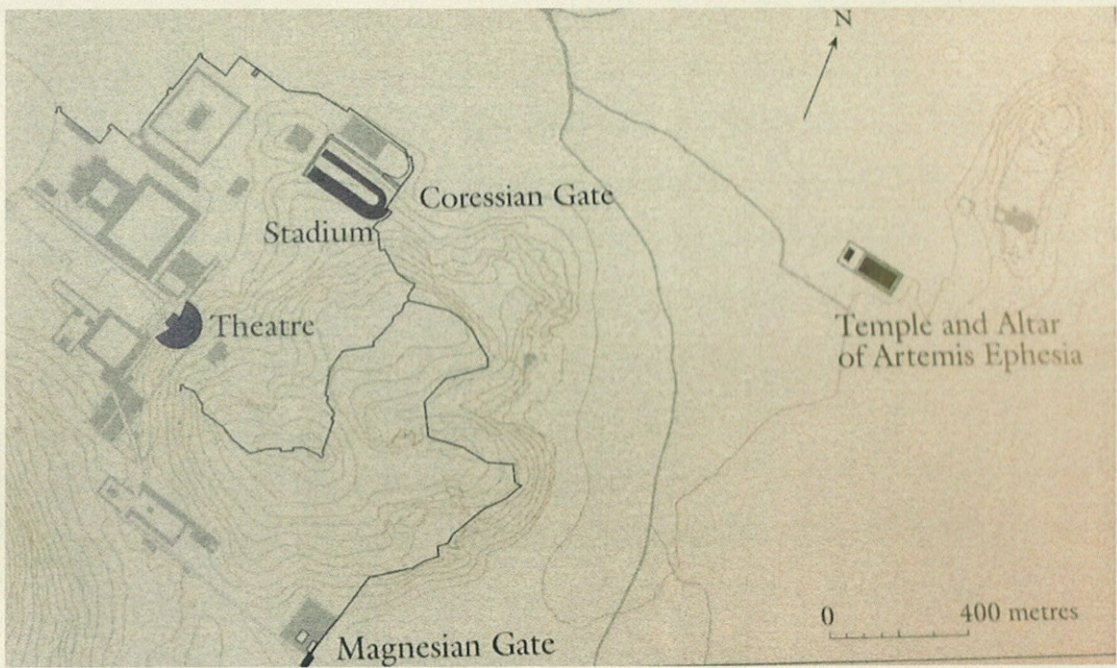 N
Coressian Gate
Stadium
Theatre
Temple and Altar
of Artemis Ephesia
0 400 metres
Magnesian Gate